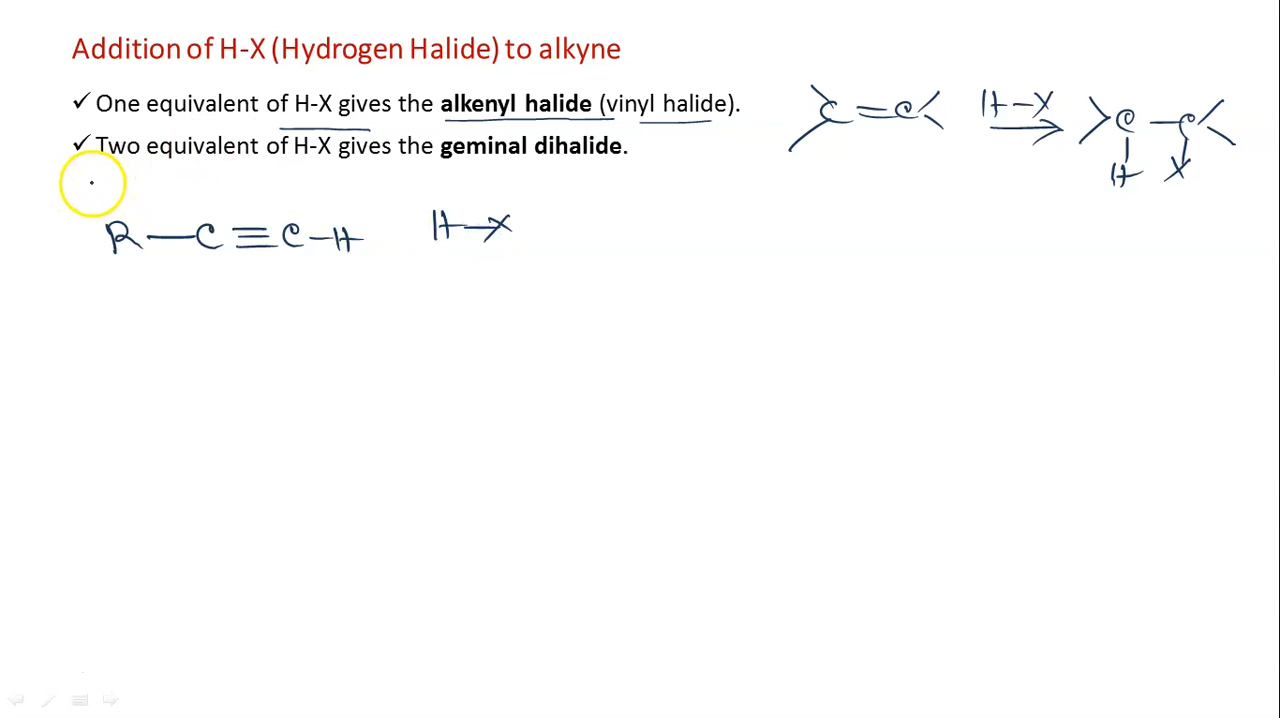 Addition of H-X (Hydrogen Halide) to alkyne
✓ One equivalent of H-X gives the alkenyl halide (vinyl halide).
✓ Two equivalent of H-X gives the geminal dihalide.
C=C H-X C-C
H X
R-C≡C-H H-X